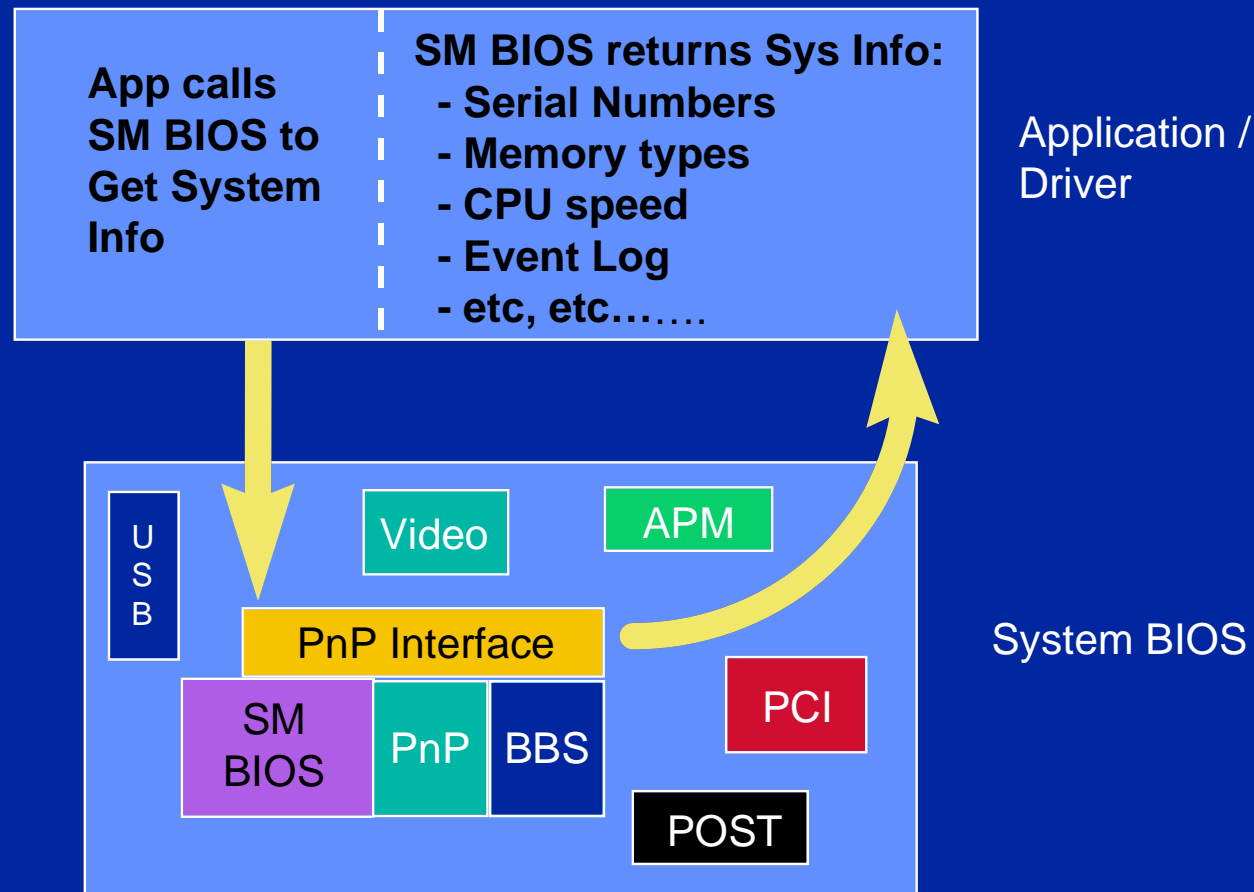 App calls
SM BIOS to
Get System
Info
SM BIOS returns Sys Info:
- Serial Numbers
- Memory types
- CPU speed
- Event Log
- etc, etc…….
Application /
Driver
U
S
B
Video
APM
PnP Interface
SM
BIOS
PnP
BBS
PCI
POST
System BIOS